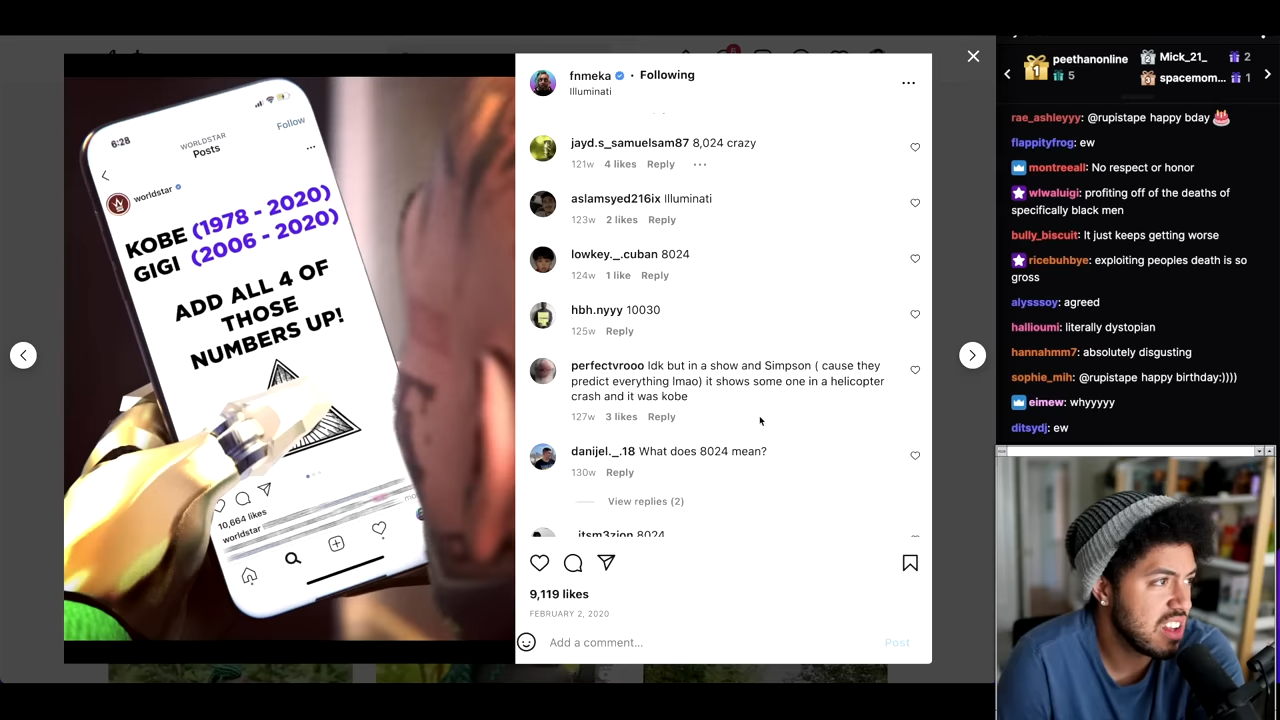 6:28
WORLDSTAR
Posts
Follow
worldstar
KOBE (1978 - 2020)
GIGI (2006 - 2020)
ADD ALL 4 OF
THOSE
NUMBERS UP!
10,664 likes
worldstar
fnmeka • Following
Illuminati
jayd.s_samuelsam87 8,024 crazy
121w 4 likes Reply
aslamsyed216ix Illuminati
123w 2 likes Reply
lowkey._.cuban 8024
124w 1 like Reply
hbh.nyyy 10030
125w Reply
perfectvrooo Idk but in a show and Simpson ( cause they
predict everything lmao) it shows some one in a helicopter
crash and it was kobe
127w 3 likes Reply
danijel._.18 What does 8024 mean?
130w Reply
View replies (2)
itsm3zion 8024
9,119 likes
FEBRUARY 2, 2020
Add a comment...
Post
1 peethanonline
5
Mick_21_ 2
spacemom... 1
rae_ashleyyy: @rupistape happy bday
flappityfrog: ew
montreeall: No respect or honor
wlwaluigi: profiting off of the deaths of
specifically black men
bully_biscuit: It just keeps getting worse
ricebuhbye: exploiting peoples death is so
gross
alysssoy: agreed
hallioumi: literally dystopian
hannahmm7: absolutely disgusting
sophie_mih: @rupistape happy birthday:))))
eimew: whyyyyy
ditsydj: ew